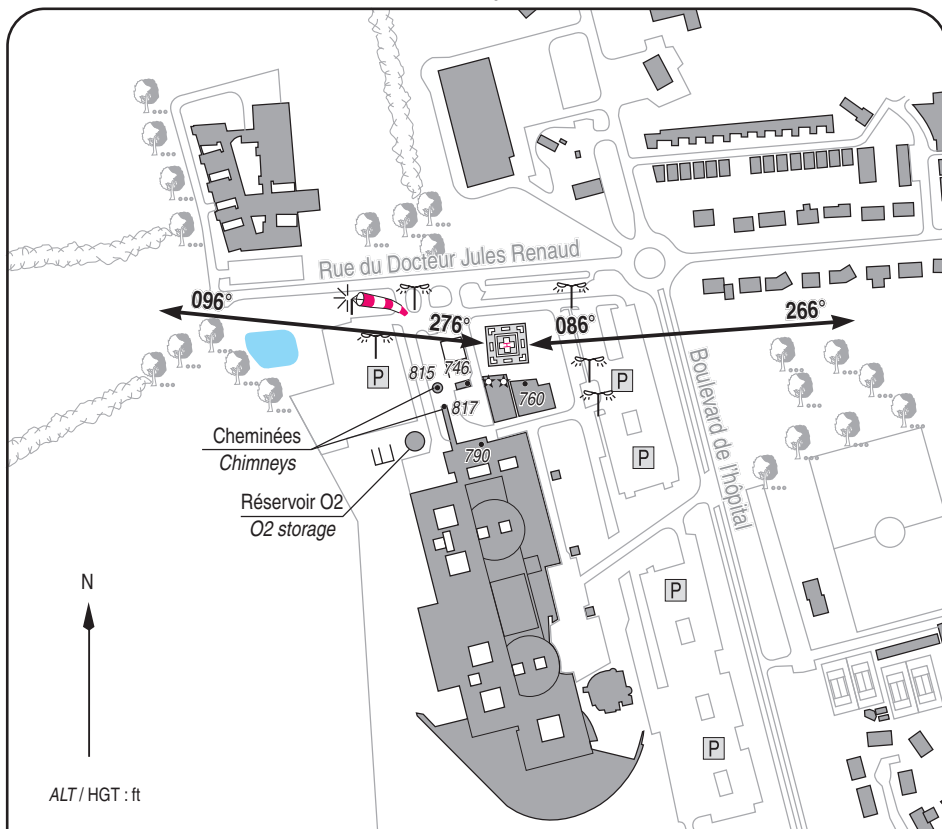 Rue du Docteur Jules Renaud
096°
276°
086°
266°
P
815
746
760
P
817
Cheminées
Chimneys
790
P
Boulevard de l'hôpital
Réservoir O2
O2 storage
N
P
P
ALT / HGT : ft